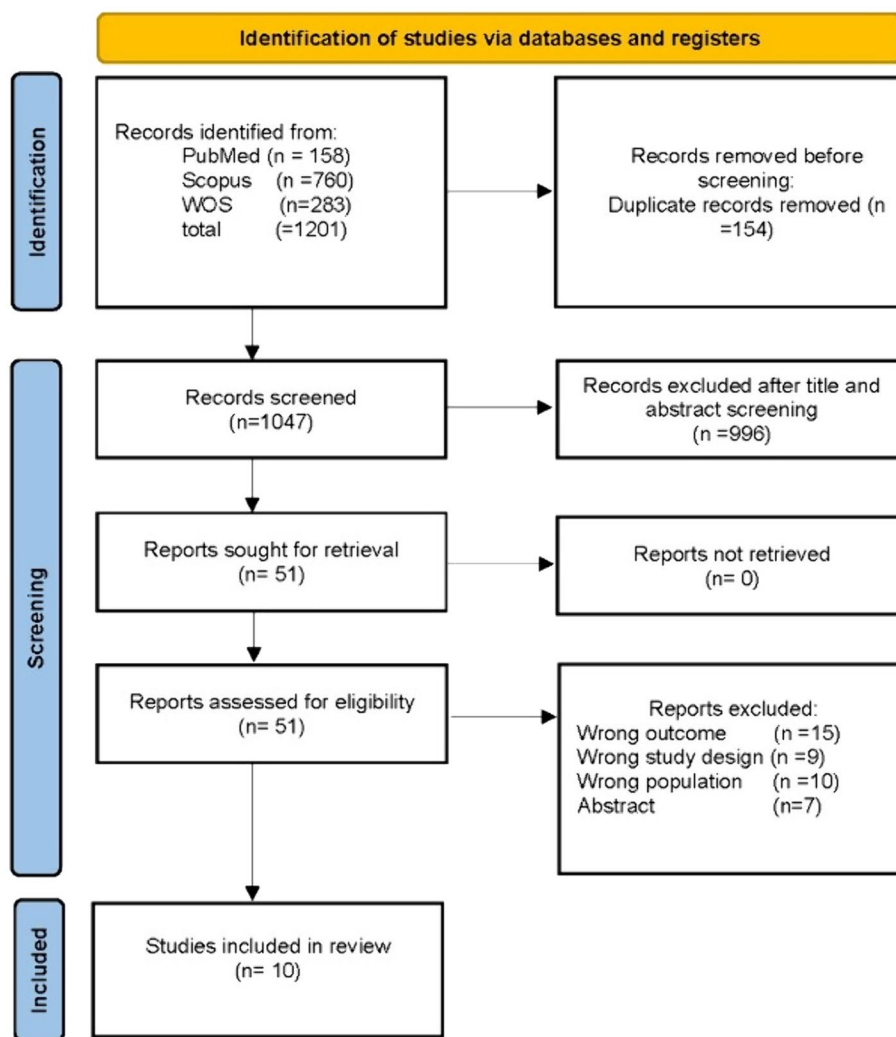 Identification of studies via databases and registers
Identification
Records identified from:
PubMed (n = 158)
Scopus (n =760)
WOS (n=283)
total (=1201)
Records removed before
screening:
Duplicate records removed (n
=154)
Screening
Records screened
(n=1047)
Records excluded after title and
abstract screening
(n =996)
Reports sought for retrieval
(n= 51)
Reports not retrieved
(n= 0)
Reports assessed for eligibility
(n= 51)
Reports excluded:
Wrong outcome (n =15)
Wrong study design (n =9)
Wrong population (n =10)
Abstract (n=7)
Included
Studies included in review
(n= 10)